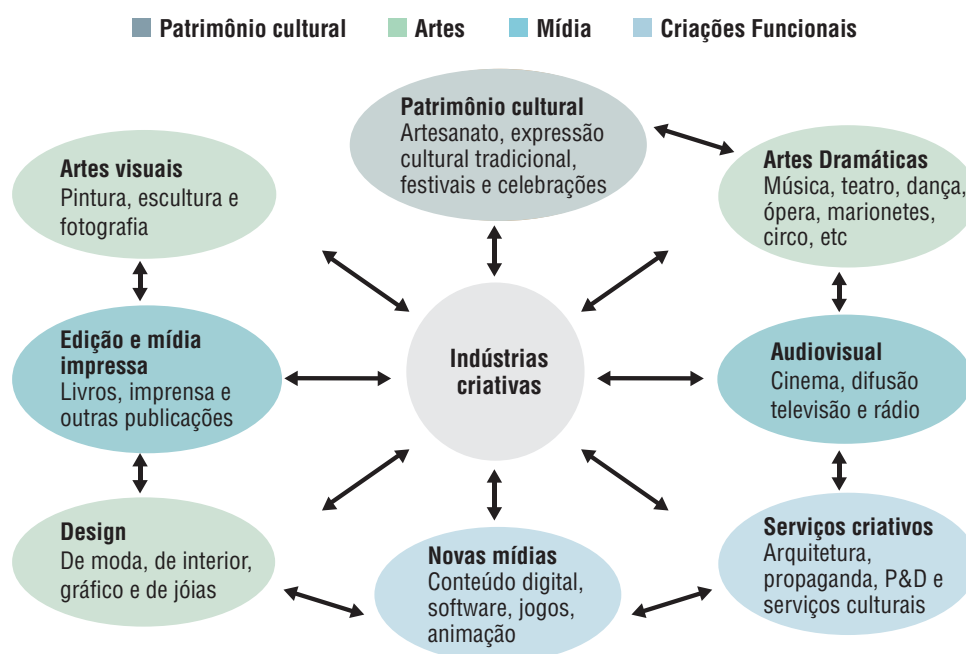 Patrimônio cultural Artes Mídia Criações Funcionais
Patrimônio cultural
Artesanato, expressão
cultural tradicional,
festivais e celebrações
Artes visuais
Pintura, escultura e
fotografia
Artes Dramáticas
Música, teatro, dança,
ópera, marionetes,
circo, etc
Edição e mídia
impressa
Livros, imprensa e
outras publicações
Indústrias
criativas
Audiovisual
Cinema, difusão
televisão e rádio
Design
De moda, de interior,
gráfico e de jóias
Novas mídias
Conteúdo digital,
software, jogos,
animação
Serviços criativos
Arquitetura,
propaganda, P&D e
serviços culturais